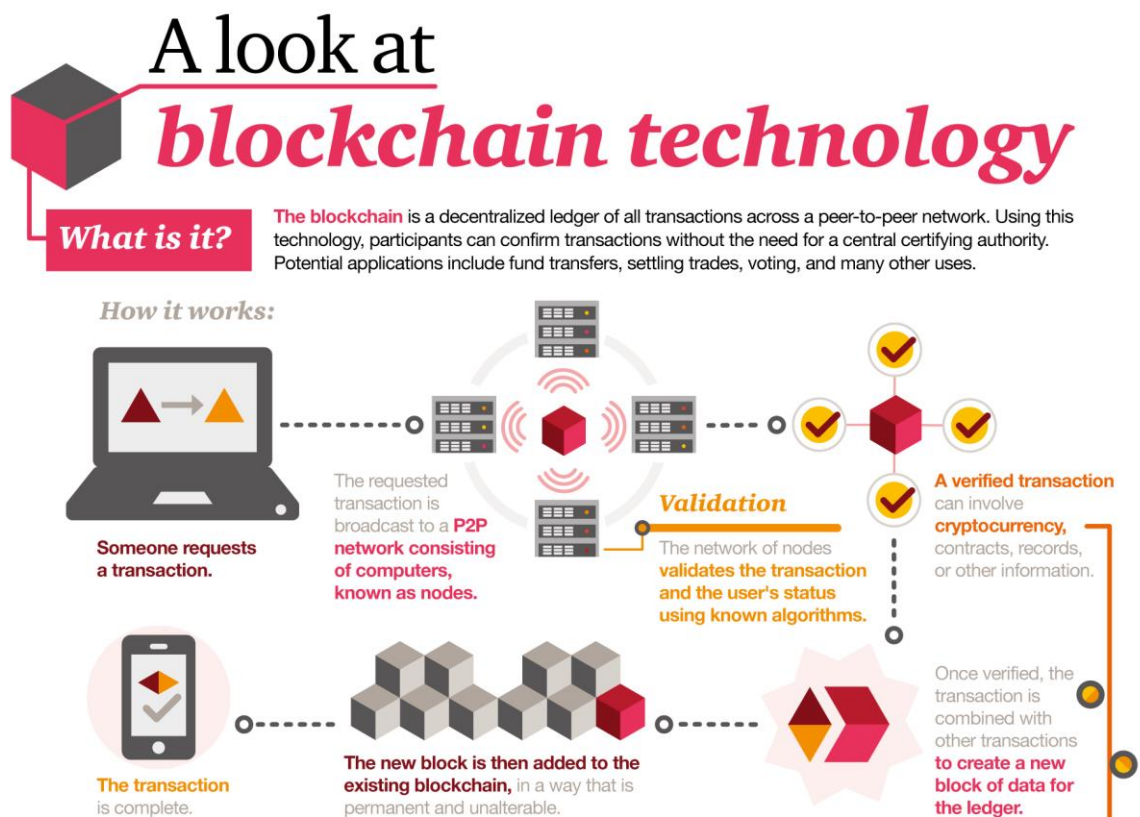 A look at
blockchain technology
What is it?
The blockchain is a decentralized ledger of all transactions across a peer-to-peer network. Using this
technology, participants can confirm transactions without the need for a central certifying authority.
Potential applications include fund transfers, settling trades, voting, and many other uses.
How it works:
Someone requests
a transaction.
The requested
transaction is
broadcast to a P2P
network consisting
of computers,
known as nodes.
Validation
The network of nodes
validates the transaction
and the user's status
using known algorithms.
A verified transaction
can involve
cryptocurrency,
contracts, records,
or other information.
Once verified, the
transaction is
combined with
other transactions
to create a new
block of data for
the ledger.
The new block is then added to the
existing blockchain, in a way that is
permanent and unalterable.
The transaction
is complete.